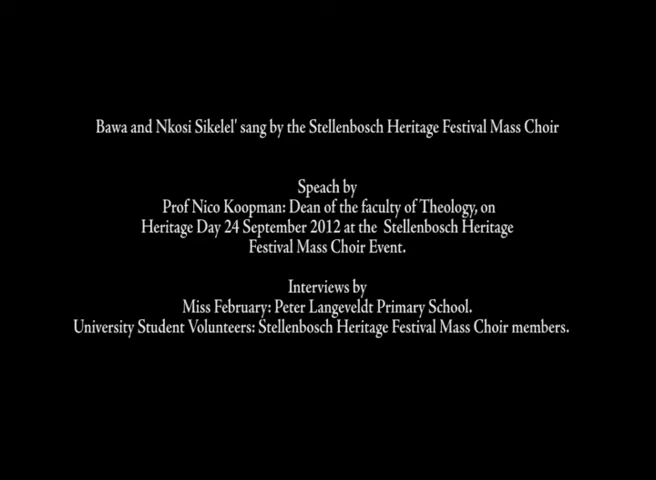 Bawa and Nkosi Sikelel' sang by the Stellenbosch Heritage Festival Mass Choir
Speach by
Prof Nico Koopman: Dean of the faculty of Theology, on
Heritage Day 24 September 2012 at the Stellenbosch Heritage
Festival Mass Choir Event.
Interviews by
Miss February: Peter Langeveldt Primary School.
University Student Volunteers: Stellenbosch Heritage Festival Mass Choir members.